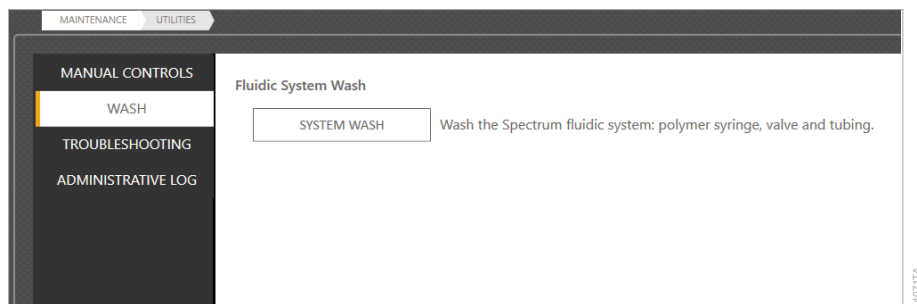 MAINTENANCE UTILITIES
MANUAL CONTROLS
WASH
TROUBLESHOOTING
ADMINISTRATIVE LOG
Fluidic System Wash
SYSTEM WASH Wash the Spectrum fluidic system: polymer syringe, valve and tubing.